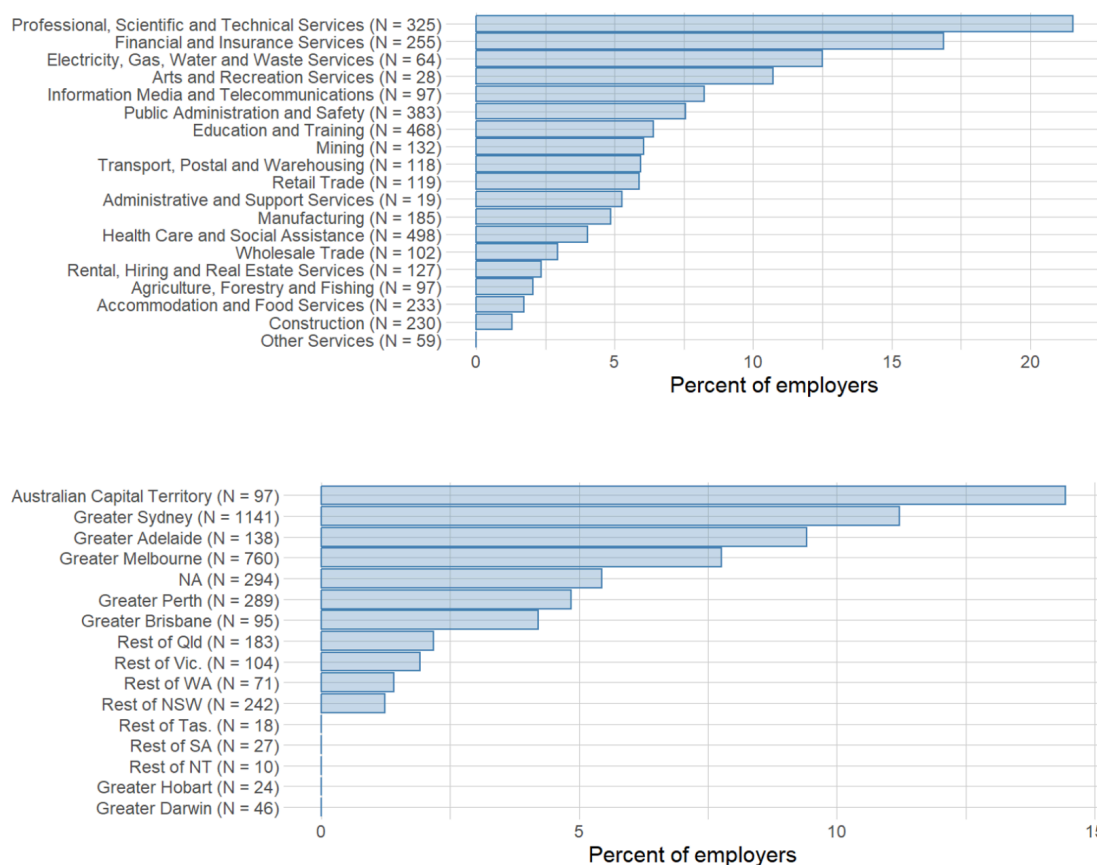 Professional, Scientific and Technical Services (N = 325)
Financial and Insurance Services (N = 255)
Electricity, Gas, Water and Waste Services (N = 64)
Arts and Recreation Services (N = 28)
Information Media and Telecommunications (N = 97)
Public Administration and Safety (N = 383)
Education and Training (N = 468)
Mining (N = 132)
Transport, Postal and Warehousing (N = 118)
Retail Trade (N = 119)
Administrative and Support Services (N = 19)
Manufacturing (N = 185)
Health Care and Social Assistance (N = 498)
Wholesale Trade (N = 102)
Rental, Hiring and Real Estate Services (N = 127)
Agriculture, Forestry and Fishing (N = 97)
Accommodation and Food Services (N = 233)
Construction (N = 230)
Other Services (N = 59)
0 5 10 15 20
Percent of employers
Australian Capital Territory (N = 97)
Greater Sydney (N = 1141)
Greater Adelaide (N = 138)
Greater Melbourne (N = 760)
NA (N = 294)
Greater Perth (N = 289)
Greater Brisbane (N = 95)
Rest of Qld (N = 183)
Rest of Vic. (N = 104)
Rest of WA (N = 71)
Rest of NSW (N = 242)
Rest of Tas. (N = 18)
Rest of SA (N = 27)
Rest of NT (N = 10)
Greater Hobart (N = 24)
Greater Darwin (N = 46)
0 5 10 15
Percent of employers